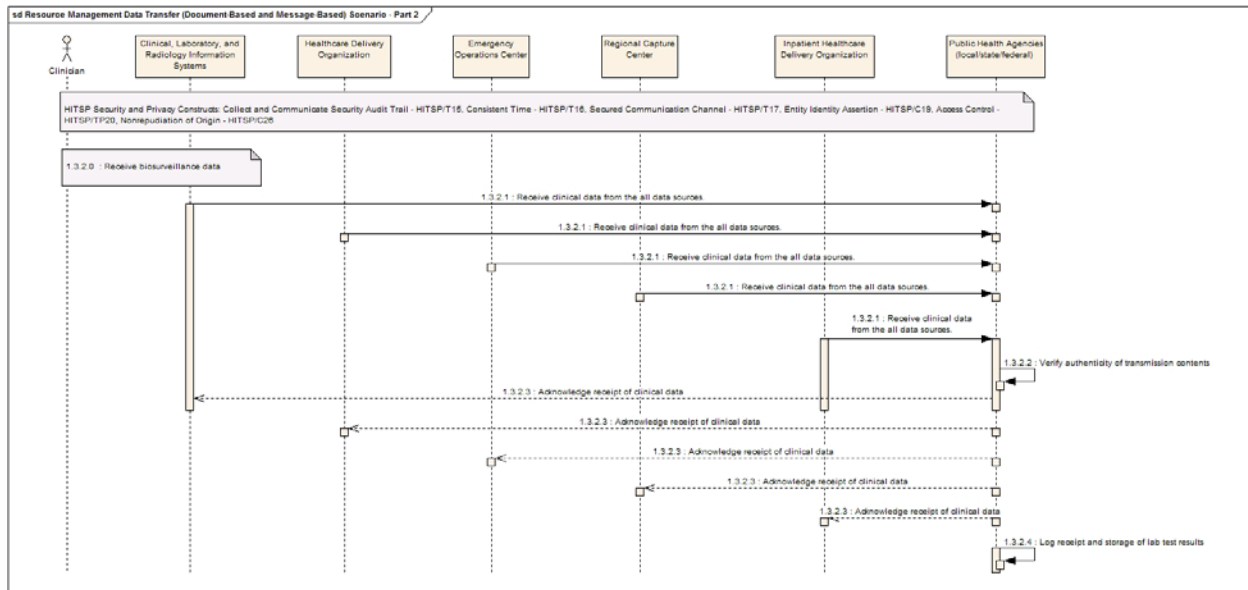 sd Resource Management Data Transfer (Document-Based and Message-Based) Scenario - Part 2
Clinician
Clinical, Laboratory, and
Radiology Information
Systems
Healthcare Delivery
Organization
Emergency
Operations Center
Regional Capture
Center
Inpatient Healthcare
Delivery Organization
Public Health Agencies
(local/state/federal)
HITSP Security and Privacy Constructs: Collect and Communicate Security Audit Trail - HITSP/T15, Consistent Time - HITSP/T16, Secured Communication Channel - HITSP/T17, Entity Identity Assertion - HITSP/C19, Access Control -
HITSP/TP20, Nonrepudiation of Origin - HITSP/C26
1.3.2.0 : Receive biosurveillance data
1.3.2.1 : Receive clinical data from the all data sources.
1.3.2.1 : Receive clinical data from the all data sources.
1.3.2.1 : Receive clinical data from the all data sources.
1.3.2.1 : Receive clinical data from the all data sources.
1.3.2.1 : Receive clinical data
from the all data sources.
1.3.2.2 : Verify authenticity of transmission contents
1.3.2.3 : Acknowledge receipt of clinical data
1.3.2.3 : Acknowledge receipt of clinical data
1.3.2.3 : Acknowledge receipt of clinical data
1.3.2.3 : Acknowledge receipt of clinical data
1.3.2.3 : Acknowledge receipt of clinical data
1.3.2.4 : Log receipt and storage of lab test results